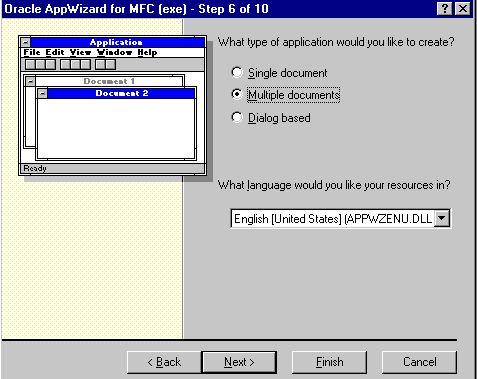 Oracle AppWizard for MFC (exe) - Step 6 of 10
Application
File Edit View Window Help
Document 1
Document 2
Ready
What type of application would you like to create?
Single document
Multiple documents
Dialog based
What language would you like your resources in?
English [United States] (APPWZENU.DLL
< Back
Next >
Finish
Cancel